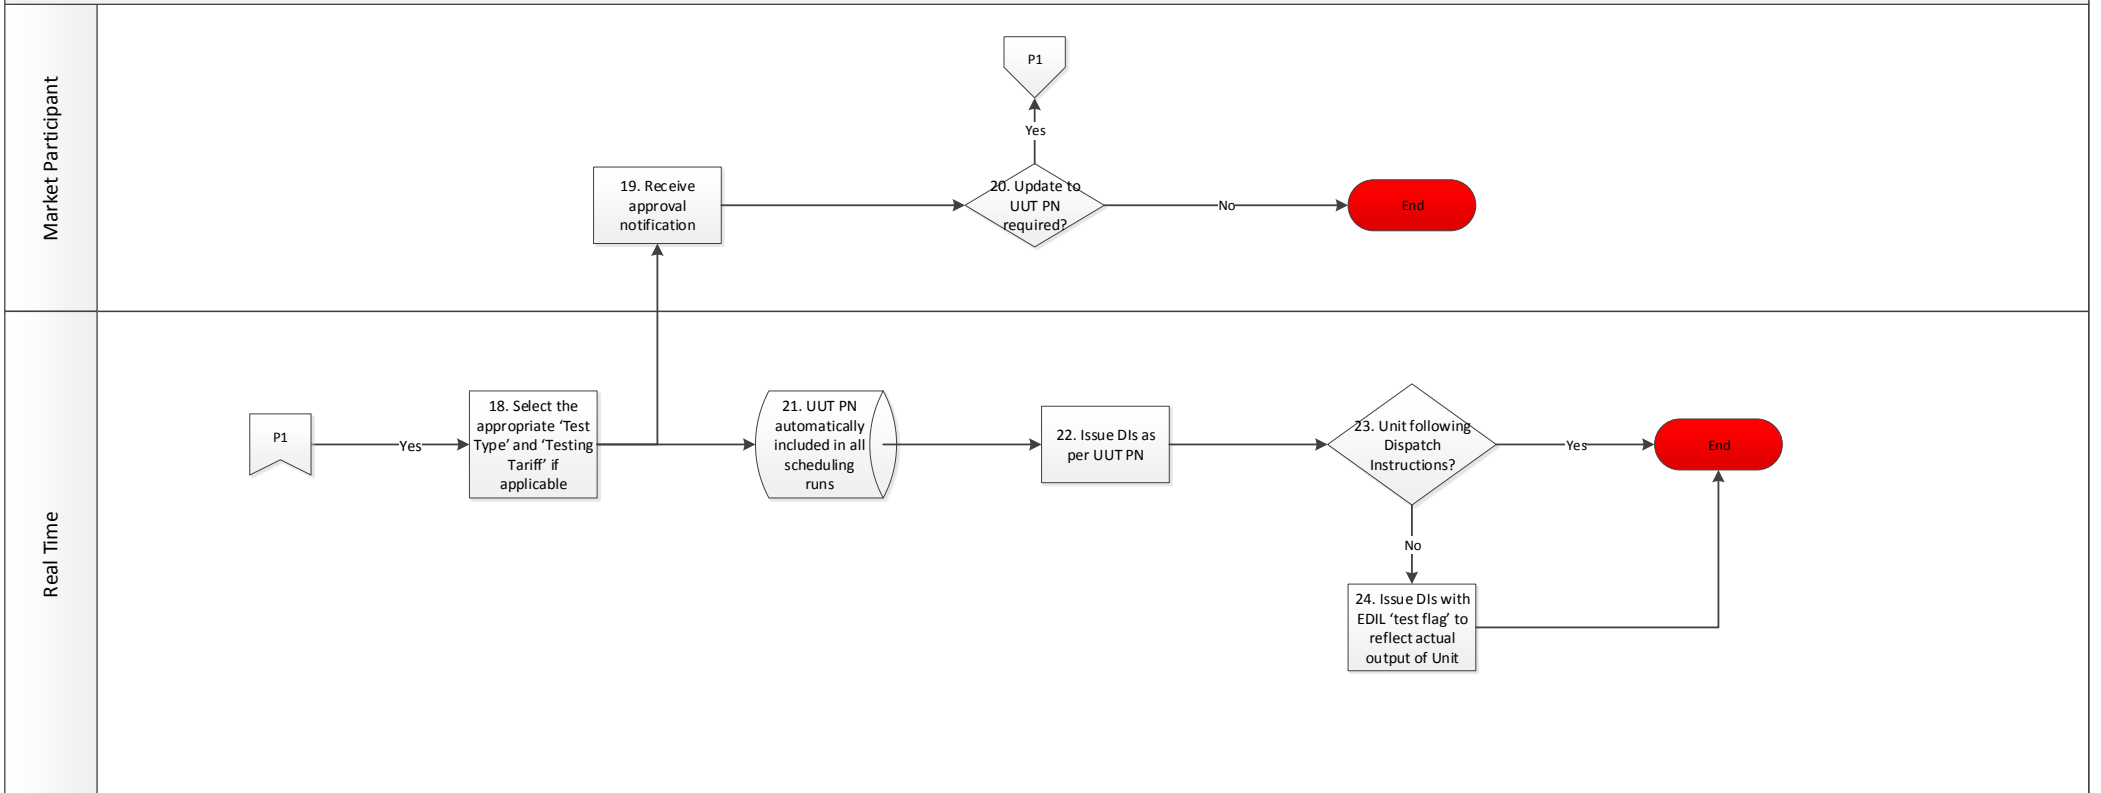 Market Participant
P1
Yes
19. Receive
approval
notification
20. Update to
UUT PN
required?
No
End
Real Time
P1
Yes
18. Select the
appropriate ‘Test
Type’ and ‘Testing
Tariff’ if
applicable
21. UUT PN
automatically
included in all
scheduling
runs
22. Issue DIs as
per UUT PN
23. Unit following
Dispatch
Instructions?
Yes
End
No
24. Issue DIs with
EDIL ‘test flag’ to
reflect actual
output of Unit